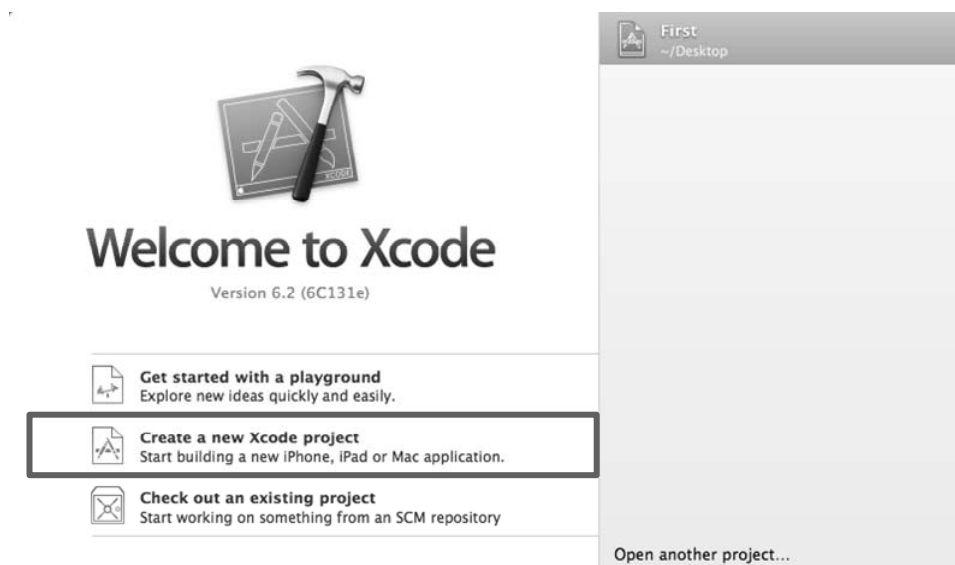 First
~/Desktop
XCODE
Welcome to Xcode
Version 6.2 (6C131e)
Get started with a playground
Explore new ideas quickly and easily.
Create a new Xcode project
Start building a new iPhone, iPad or Mac application.
Check out an existing project
Start working on something from an SCM repository
Open another project...